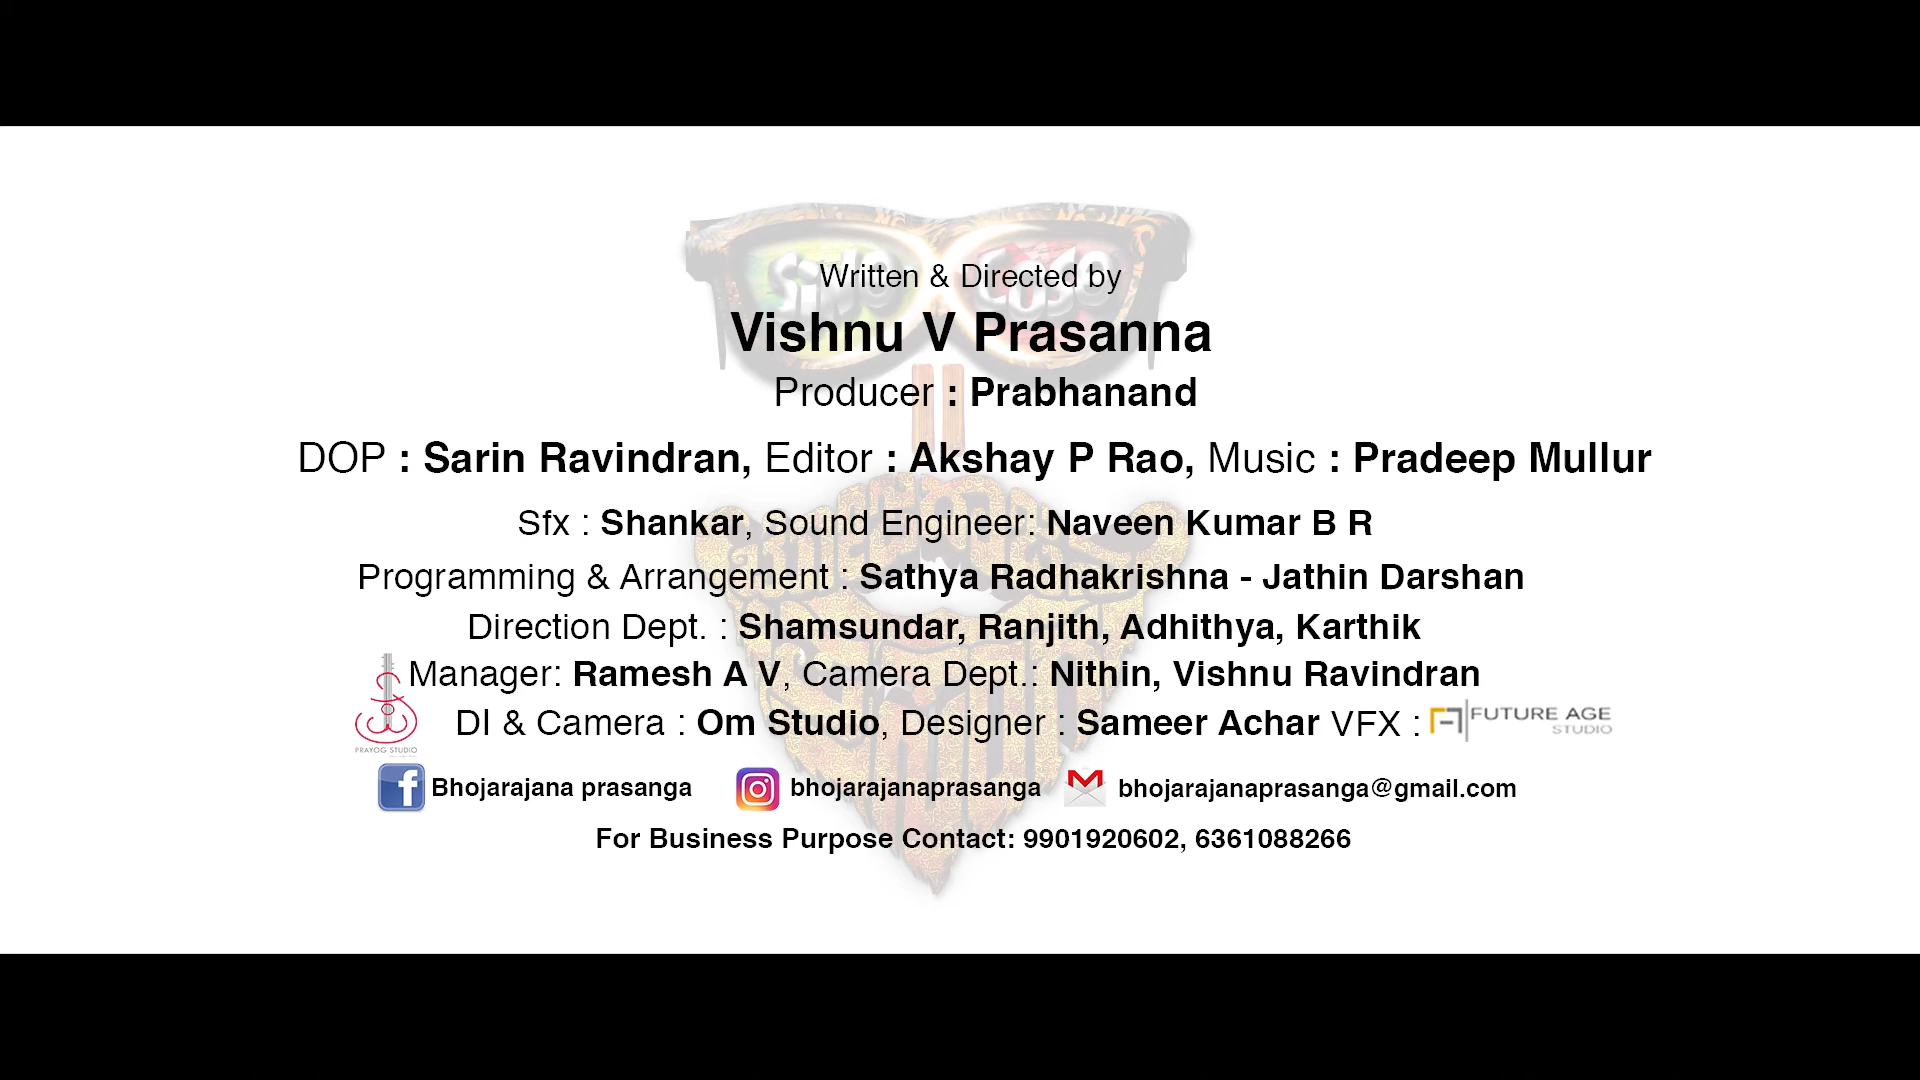 Written & Directed by
Vishnu V Prasanna
Producer : Prabhanand
DOP : Sarin Ravindran, Editor : Akshay P Rao, Music : Pradeep Mullur
Sfx : Shankar, Sound Engineer: Naveen Kumar B R
Programming & Arrangement : Sathya Radhakrishna - Jathin Darshan
Direction Dept. : Shamsundar, Ranjith, Adhithya, Karthik
Manager: Ramesh A V, Camera Dept.: Nithin, Vishnu Ravindran
DI & Camera : Om Studio, Designer : Sameer Achar VFX : FUTURE AGE
STUDIO
PRAYOG STUDIO
Bhojarajana prasanga bhojarajanaprasanga bhojarajanaprasanga@gmail.com
For Business Purpose Contact: 9901920602, 6361088266